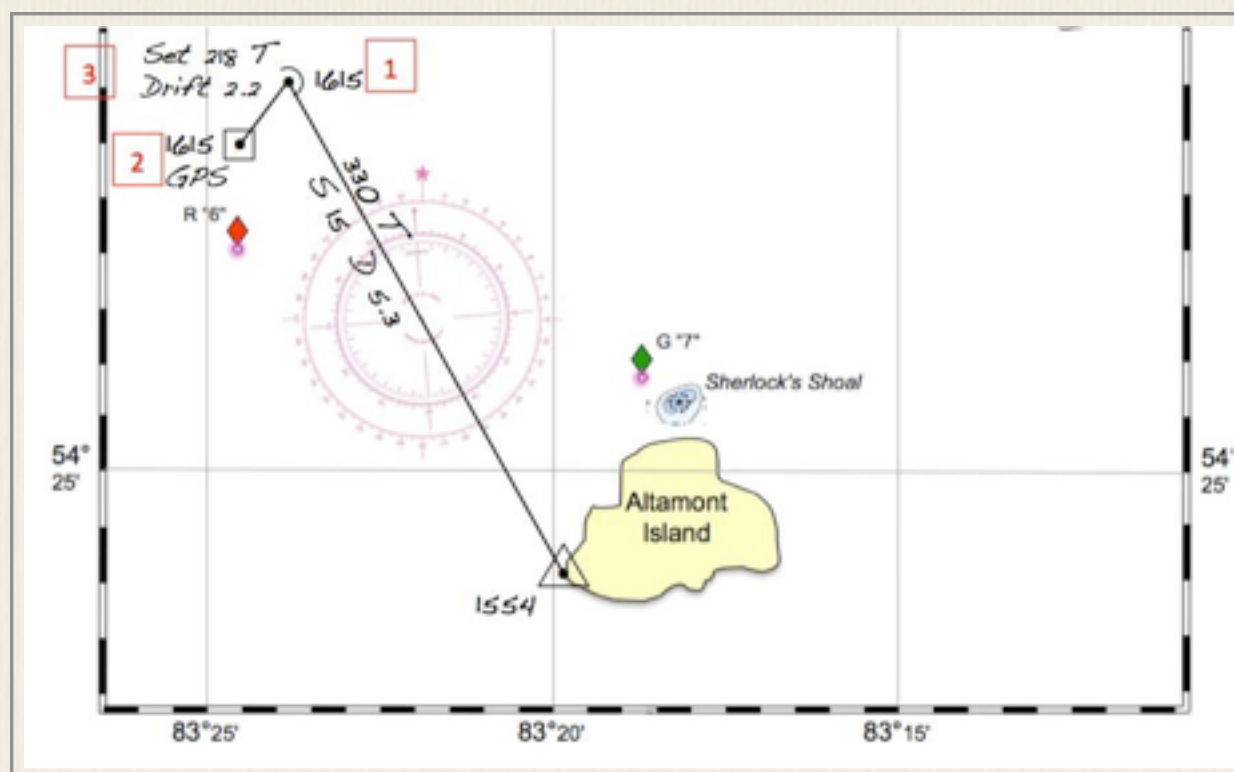 Set 218 T
3
Drift 2.2
1615
1
2
1615
GPS
R "6"
330 T
S 15 D 5.3
G "7"
Sherlock's Shoal
54°
25'
54°
25'
Altamont
Island
1554
83°25'
83°20'
83°15'